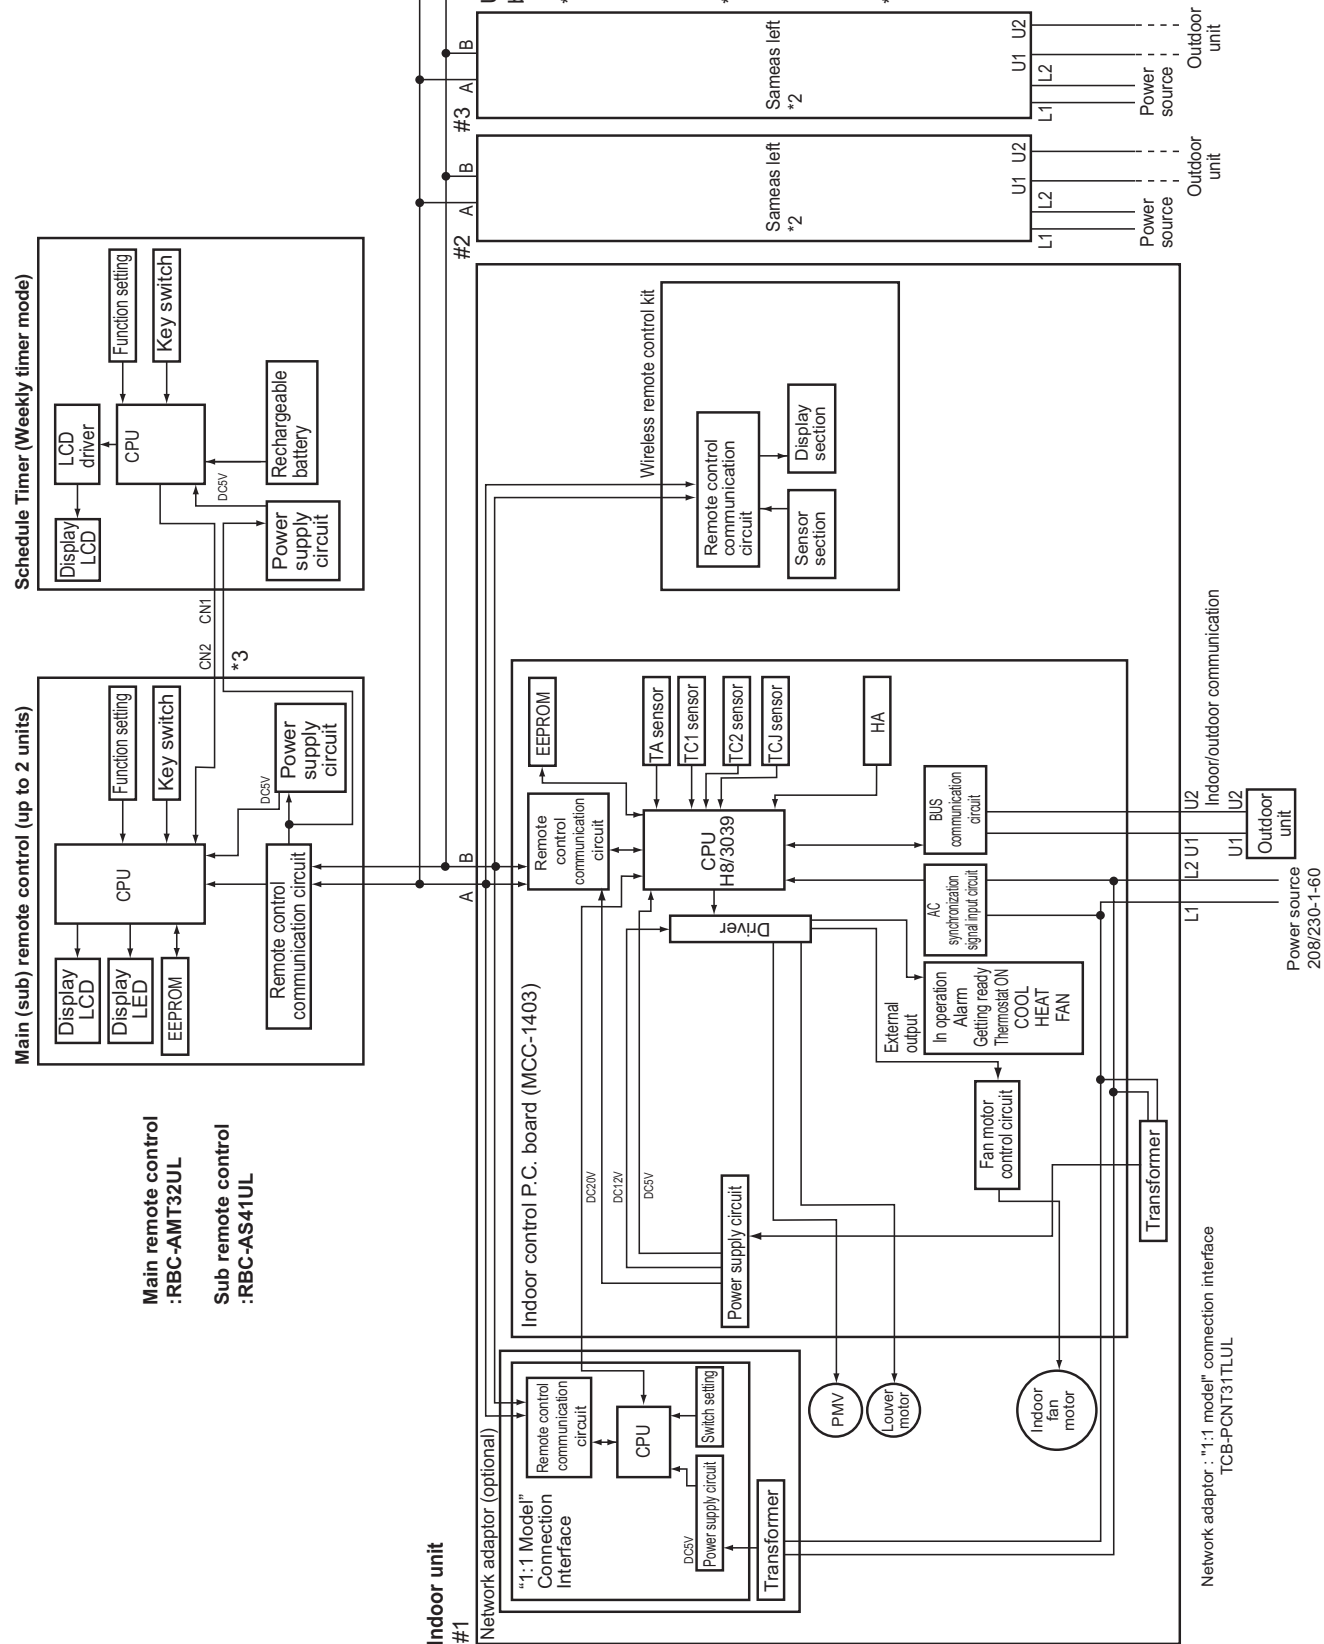 Main remote control
:RBC-AMT32UL
Sub remote control
:RBC-AS41UL
Main (sub) remote control (up to 2 units)
Display
LCD
Display
LED
EEPROM
CPU
Function setting
Key switch
DC5V
Power
supply
circuit
Remote control
communication circuit
CN2
CN1
*3
Schedule Timer (Weekly timer mode)
Display
LCD
LCD
driver
CPU
Function setting
Key switch
DC5V
Power
supply
circuit
Rechargeable
battery
A
B
A
B
A
B
Indoor unit
#1
Network adaptor (optional)
"1:1 Model"
Connection
Interface
Remote control
communication
circuit
CPU
Switch setting
DC5V
Power supply circuit
Transformer
Indoor control P.C. board (MCC-1403)
DC20V
DC12V
DC5V
Power supply circuit
Remote
control
communication
circuit
EEPROM
CPU
H8/3039
Driver
TA sensor
TC1 sensor
TC2 sensor
TCJ sensor
HA
PMV
Louver
motor
Indoor
fan
motor
Fan motor
control circuit
External
output
In operation
Alarm
Getting ready
Thermostat ON
COOL
HEAT
FAN
AC
synchronization
signal input circuit
BUS
communication
circuit
Transformer
Wireless remote control kit
Remote control
communication
circuit
Sensor
section
Display
section
L1
L2
U1
U2
Indoor/outdoor communication
U1
U2
Outdoor
unit
Power source
208/230-1-60
#2
Sameas left
*2
L1
L2
U1
U2
Power
source
Outdoor
unit
#3
Sameas left
*2
L1
L2
U1
U2
Power
source
Outdoor
unit
Network adaptor : "1:1 model" connection interface
TCB-PCNT31TLUL